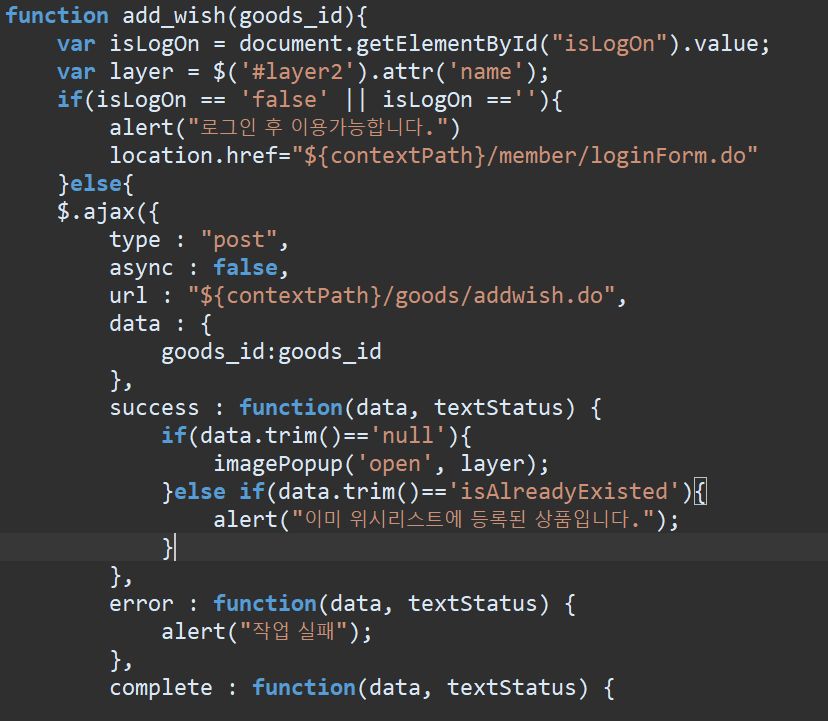 function add_wish(goods_id){
    var isLogOn = document.getElementById("isLogOn").value;
    var layer = $('#layer2').attr('name');
    if(isLogOn == 'false' || isLogOn ==''){
        alert("로그인 후 이용가능합니다.")
        location.href="${contextPath}/member/loginForm.do"
    }else{
    $.ajax({
        type : "post",
        async : false,
        url : "${contextPath}/goods/addwish.do",
        data : {
            goods_id:goods_id
        },
        success : function(data, textStatus) {
            if(data.trim()=='null'){
                imagePopup('open', layer);
            }else if(data.trim()=='isAlreadyExisted'){
                alert("이미 위시리스트에 등록된 상품입니다.");
            }
        },
        error : function(data, textStatus) {
            alert("작업 실패");
        },
        complete : function(data, textStatus) {